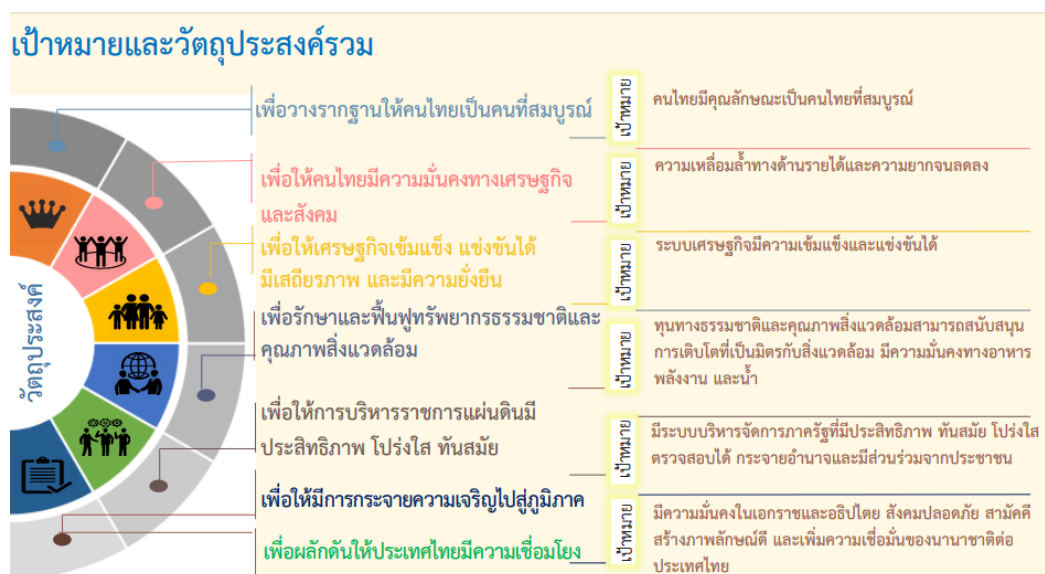 เป้าหมายและวัตถุประสงค์รวม
วัตถุประสงค์
เพื่อวางรากฐานให้คนไทยเป็นคนที่สมบูรณ์
เป้าหมาย
คนไทยมีคุณลักษณะเป็นคนไทยที่สมบูรณ์
เพื่อให้คนไทยมีความมั่นคงทางเศรษฐกิจ
และสังคม
เป้าหมาย
ความเหลื่อมล้ำทางด้านรายได้และความยากจนลดลง
เพื่อให้เศรษฐกิจเข้มแข็ง แข่งขันได้
มีเสถียรภาพ และมีความยั่งยืน
เป้าหมาย
ระบบเศรษฐกิจมีความเข้มแข็งและแข่งขันได้
เพื่อรักษาและฟื้นฟูทรัพยากรธรรมชาติและ
คุณภาพสิ่งแวดล้อม
เป้าหมาย
ทุนทางธรรมชาติและคุณภาพสิ่งแวดล้อมสามารถสนับสนุน
การเติบโตที่เป็นมิตรกับสิ่งแวดล้อม มีความมั่นคงทางอาหาร
พลังงาน และน้ำ
เพื่อให้การบริหารราชการแผ่นดินมี
ประสิทธิภาพ โปร่งใส ทันสมัย
เป้าหมาย
มีระบบบริหารจัดการภาครัฐที่มีประสิทธิภาพ ทันสมัย โปร่งใส
ตรวจสอบได้ กระจายอำนาจและมีส่วนร่วมจากประชาชน
เพื่อให้มีการกระจายความเจริญไปสู่ภูมิภาค
เพื่อผลักดันให้ประเทศไทยมีความเชื่อมโยง
เป้าหมาย
มีความมั่นคงในเอกราชและอธิปไตย สังคมปลอดภัย สามัคคี
สร้างภาพลักษณ์ดี และเพิ่มความเชื่อมั่นของนานาชาติต่อ
ประเทศไทย